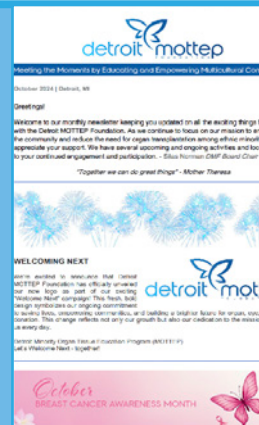 detroit mottep
FOUNDATION
Meeting the Moments by Educating and Empowering Multicultural Con
October 2024 | Detroit, MI
Greetings!
Welcome to our monthly newsletter keeping you updated on all the exciting things
with the Detroit MOTTEP Foundation. As we continue to focus on our mission to
the community and reduce the need for organ transplantation among ethnic
appreciate your support. We have several upcoming and ongoing activities and
to your continued engagement and participation. - Silas Norman DMF Board Chair
"Together we can do great things" - Mother Theresa
WELCOMING NEXT
We're excited to announce that Detroit
MOTTEP Foundation has officially unveiled
our new logo as part of our exciting
"Welcome Next" campaign! This fresh, bold
design symbolizes our ongoing commitment
to saving lives, empowering communities, and building a brighter future for organ,
donation. This change reflects not only our growth but also our dedication to the
us every day.
Detroit Minority Organ Tissue Education Program (MOTTEP)
Let's Welcome Next - together!
detroit mot
October
BREAST CANCER AWARENESS MONTH